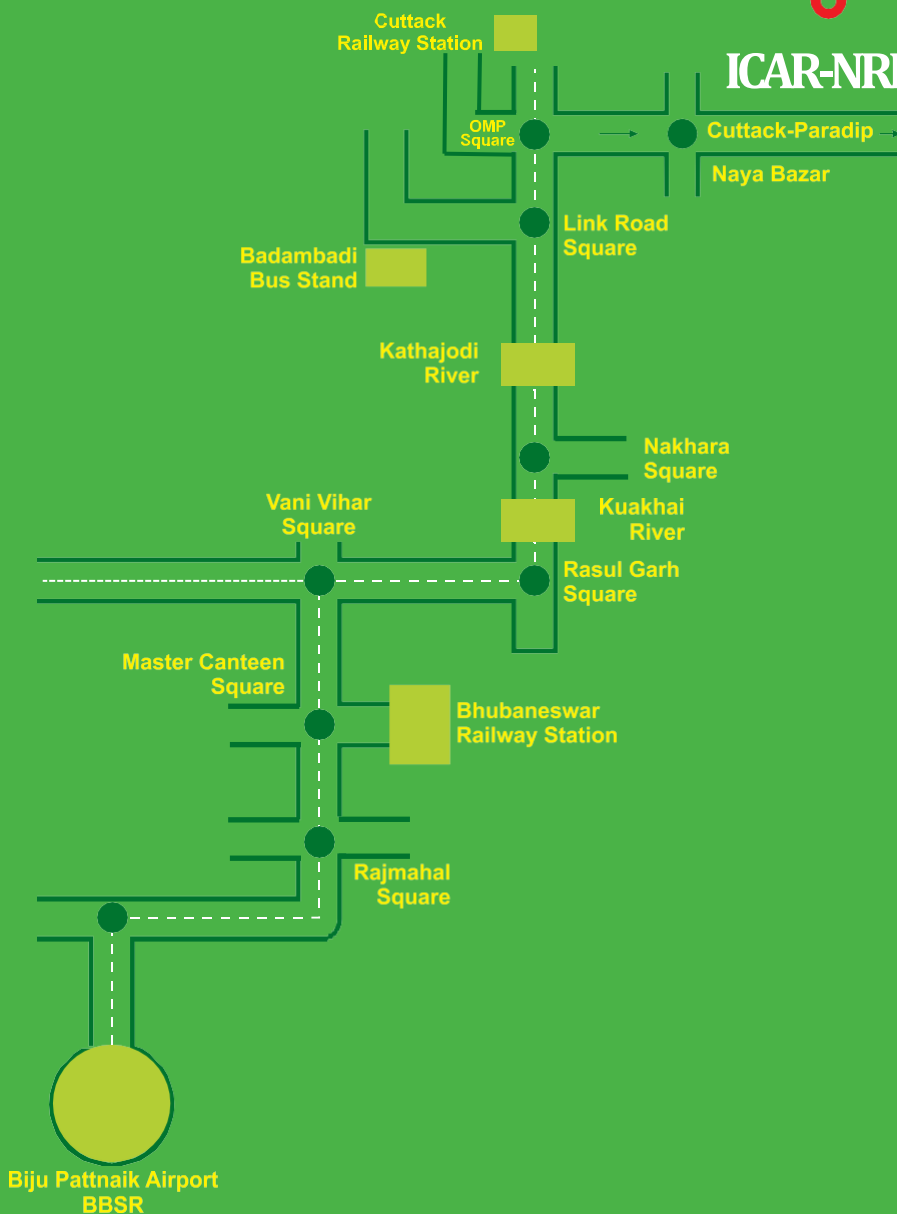 Cuttack
Railway Station
ICAR-NR
OMP
Square
Cuttack-Paradip
Naya Bazar
Link Road
Square
Badambadi
Bus Stand
Kathajodi
River
Nakhara
Square
Vani Vihar
Square
Kuakhai
River
Rasul Garh
Square
Master Canteen
Square
Bhubaneswar
Railway Station
Rajmahal
Square
Biju Pattnaik Airport
BBSR